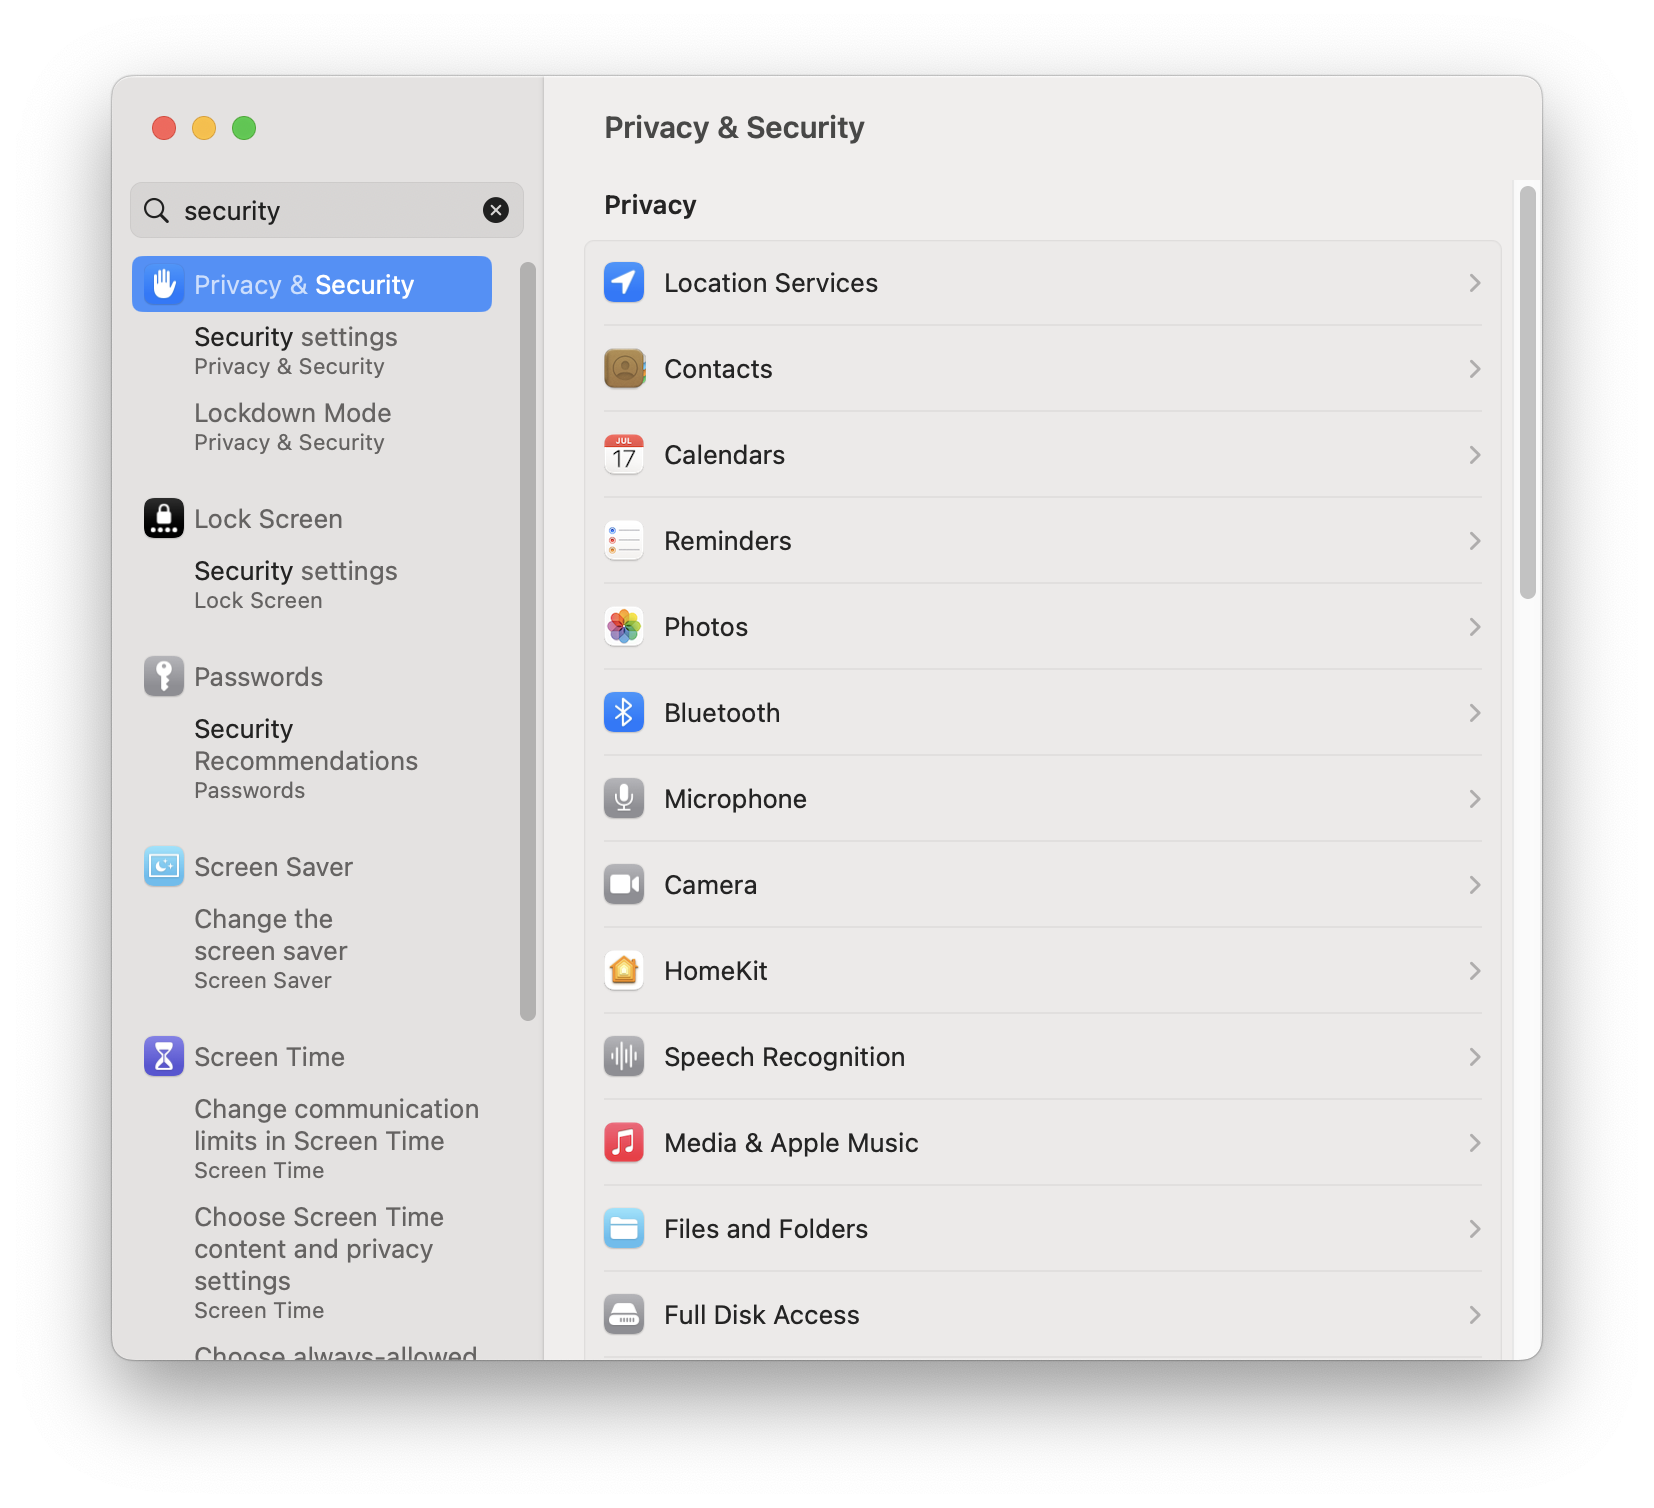 security
Privacy & Security
Security settings
Privacy & Security
Lockdown Mode
Privacy & Security
Lock Screen
Security settings
Lock Screen
Passwords
Security
Recommendations
Passwords
Screen Saver
Change the
screen saver
Screen Saver
Screen Time
Change communication
limits in Screen Time
Screen Time
Choose Screen Time
content and privacy
settings
Screen Time
Choose always-allowed
Privacy & Security
Privacy
Location Services
Contacts
JUL
17
Calendars
Reminders
Photos
Bluetooth
Microphone
Camera
HomeKit
Speech Recognition
Media & Apple Music
Files and Folders
Full Disk Access